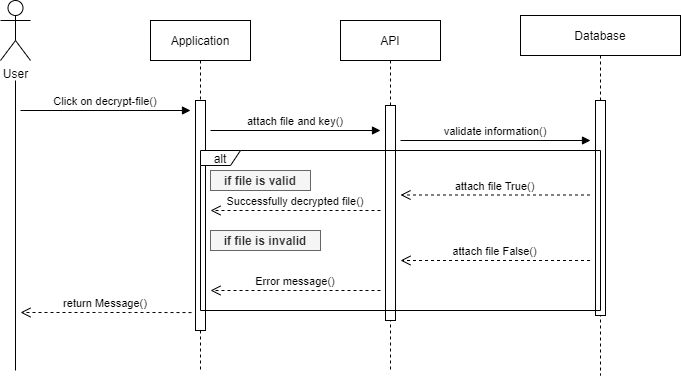 Application
API
Database
User
Click on decrypt-file()
attach file and key()
validate information()
alt
if file is valid
attach file True()
Successfully decrypted file()
if file is invalid
attach file False()
Error message()
return Message()